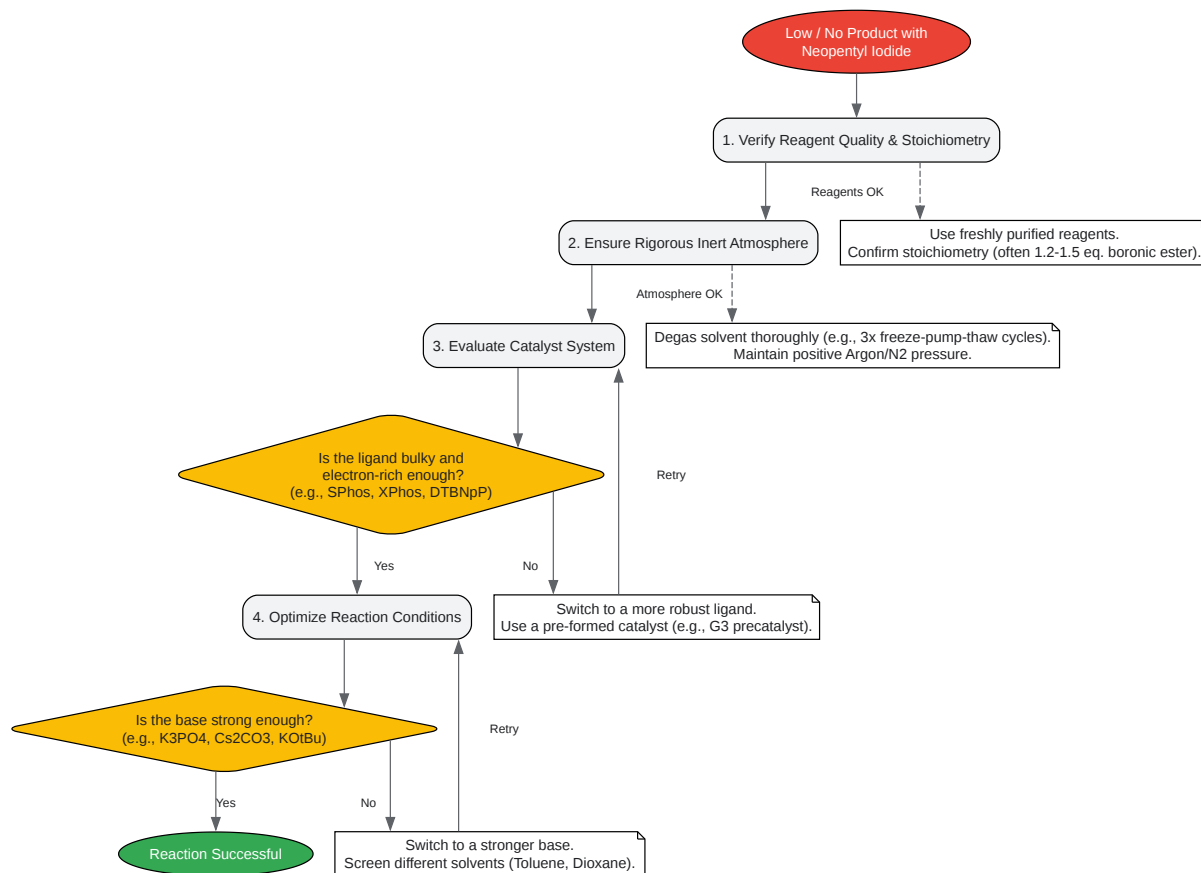 Low / No Product with
Neopentyl Iodide
1. Verify Reagent Quality & Stoichiometry
Reagents OK
2. Ensure Rigorous Inert Atmosphere
Use freshly purified reagents.
Confirm stoichiometry (often 1.2-1.5 eq. boronic ester).
Atmosphere OK
3. Evaluate Catalyst System
Degas solvent thoroughly (e.g., 3x freeze-pump-thaw cycles).
Maintain positive Argon/N2 pressure.
Is the ligand bulky and
electron-rich enough?
(e.g., SPhos, XPhos, DTBNpP)
Retry
Yes
No
4. Optimize Reaction Conditions
Switch to a more robust ligand.
Use a pre-formed catalyst (e.g., G3 precatalyst).
Is the base strong enough?
(e.g., K3PO4, Cs2CO3, KOtBu)
Retry
Yes
No
Reaction Successful
Switch to a stronger base.
Screen different solvents (Toluene, Dioxane).